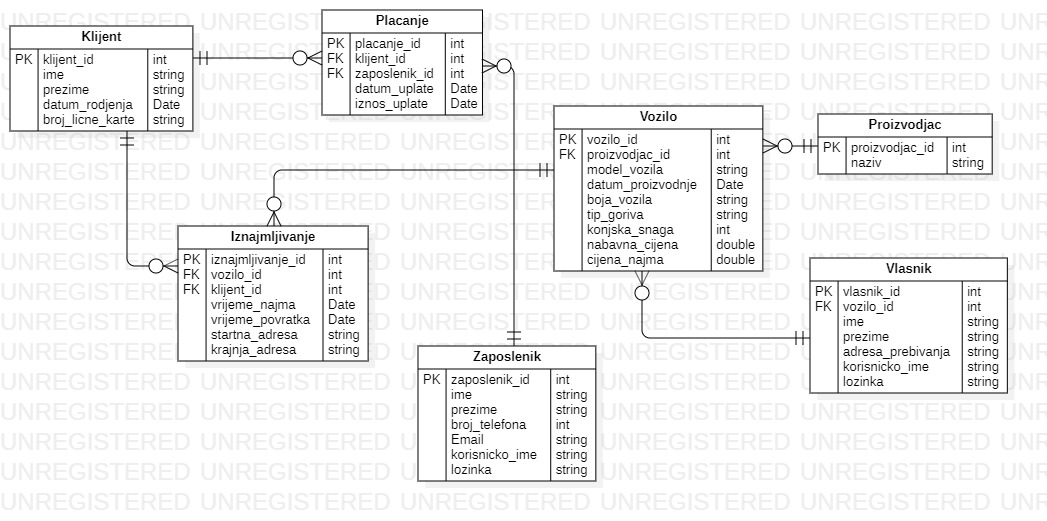 Klijent
PK klijent_id int
ime string
prezime string
datum_rodjenja Date
broj_licne_karte string
Placanje
PK placanje_id int
FK klijent_id int
FK zaposlenik_id int
datum_uplate Date
iznos_uplate Date
Vozilo
PK vozilo_id int
FK proizvodjac_id int
model_vozila string
datum_proizvodnje Date
boja_vozila string
tip_goriva string
konjska_snaga int
nabavna_cijena double
cijena_najma double
Proizvodjac
PK proizvodjac_id int
naziv string
Iznajmljivanje
PK iznajmljivanje_id int
FK vozilo_id int
FK klijent_id int
vrijeme_najma Date
vrijeme_povratka Date
startna_adresa string
krajnja_adresa string
Vlasnik
PK vlasnik_id int
FK vozilo_id int
ime string
prezime string
adresa_prebivanja string
korisnicko_ime string
lozinka string
Zaposlenik
PK zaposlenik_id int
ime string
prezime string
broj_telefona int
Email string
korisnicko_ime string
lozinka string
UNREGISTERED